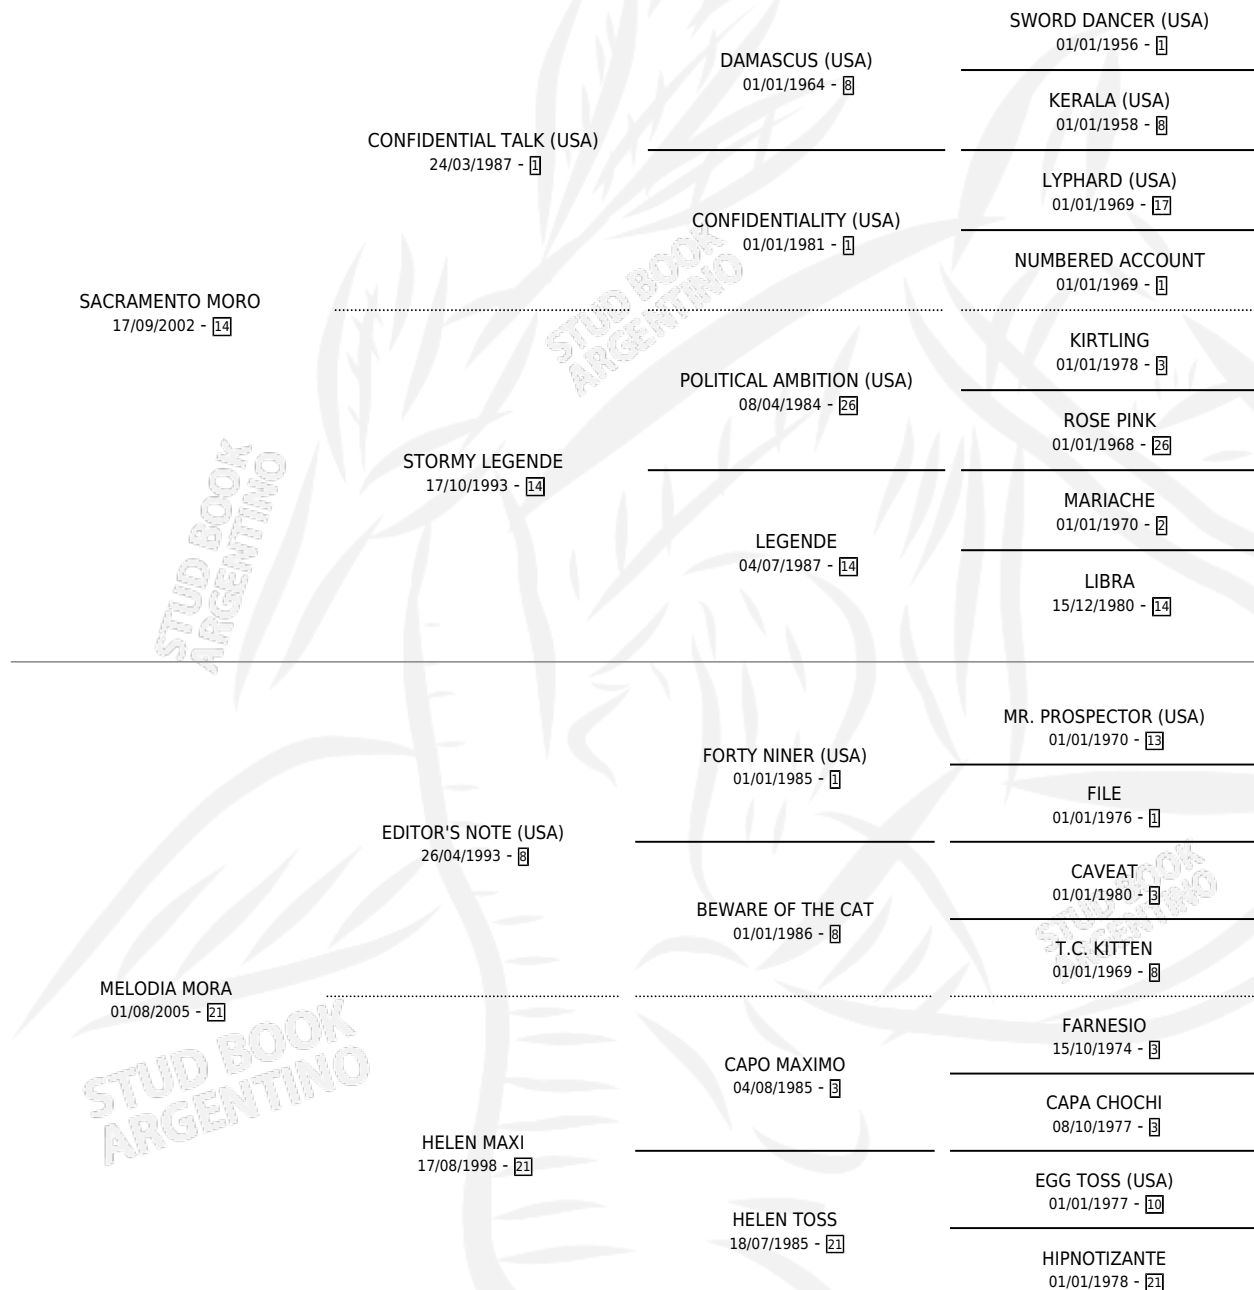 SWORD DANCER (USA)
01/01/1956 - 1
DAMASCUS (USA)
01/01/1964 - 8
KERALA (USA)
01/01/1958 - 8
CONFIDENTIAL TALK (USA)
24/03/1987 - 1
LYPHARD (USA)
01/01/1969 - 17
CONFIDENTIALITY (USA)
01/01/1981 - 1
NUMBERED ACCOUNT
01/01/1969 - 1
SACRAMENTO MORO
17/09/2002 - 14
KIRTLING
01/01/1978 - 3
POLITICAL AMBITION (USA)
08/04/1984 - 26
ROSE PINK
01/01/1968 - 26
STORMY LEGENDE
17/10/1993 - 14
MARIACHE
01/01/1970 - 2
LEGENDE
04/07/1987 - 14
LIBRA
15/12/1980 - 14
STUD BOOK
ARGENTINO
STUD BOOK
ARGENTINO
MR. PROSPECTOR (USA)
01/01/1970 - 13
FORTY NINER (USA)
01/01/1985 - 1
FILE
01/01/1976 - 1
EDITOR'S NOTE (USA)
26/04/1993 - 8
CAVEAT
01/01/1980 - 3
BEWARE OF THE CAT
01/01/1986 - 8
T.C. KITTEN
01/01/1969 - 8
MELODIA MORA
01/08/2005 - 21
FARNESIO
15/10/1974 - 3
CAPO MAXIMO
04/08/1985 - 3
CAPA CHOCHI
08/10/1977 - 3
HELEN MAXI
17/08/1998 - 21
EGG TOSS (USA)
01/01/1977 - 10
HELEN TOSS
18/07/1985 - 21
HIPNOTIZANTE
01/01/1978 - 21
STUD BOOK
ARGENTINO
STUD BOOK
ARGENTINO